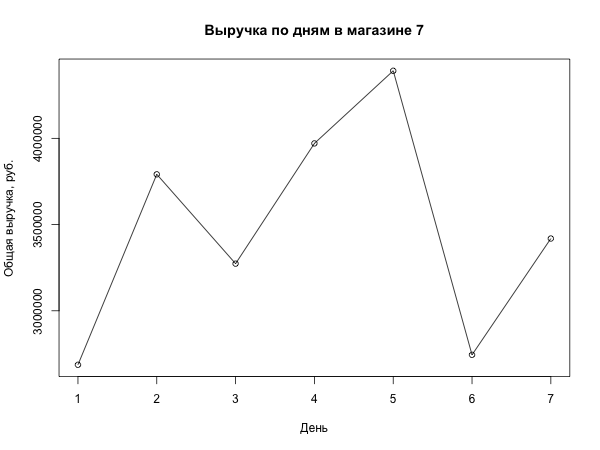 Выручка по дням в магазине 7
Общая выручка, руб.
4000000
3500000
3000000
1 2 3 4 5 6 7
День